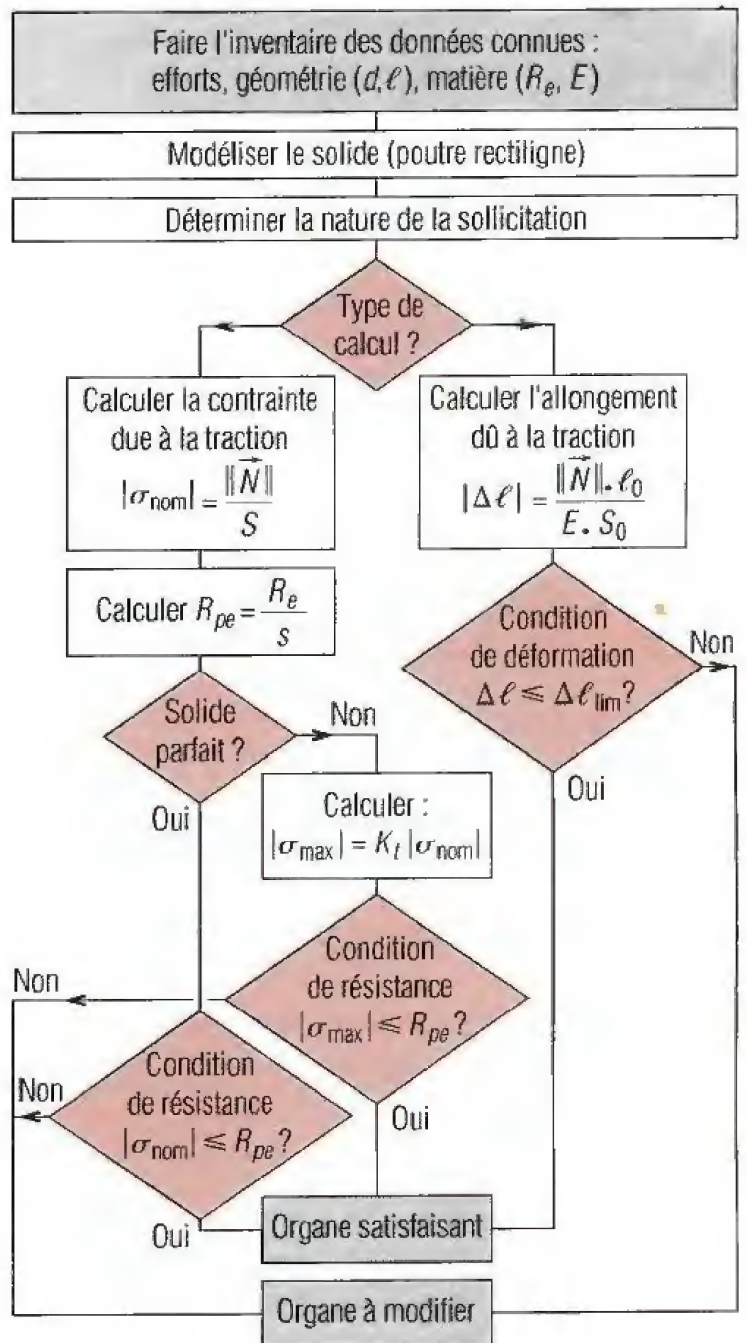 Faire l'inventaire des données connues :
efforts, géométrie (d, ℓ), matière (Rₑ, E)
Modéliser le solide (poutre rectiligne)
Déterminer la nature de la sollicitation
Type de
calcul ?
Calculer la contrainte
due à la traction
|σnom| = ‖N⃗‖ / S
Calculer l'allongement
dû à la traction
|Δℓ| = ‖N⃗‖ . ℓ₀ / E . S₀
Calculer Rpe = Re / s
Condition
de déformation
Δℓ ⩽ Δℓlim?
Non
Oui
Solide
parfait ?
Non
Oui
Calculer :
|σmax| = Kt |σnom|
Condition
de résistance
|σmax| ⩽ Rpe?
Non
Oui
Condition
de résistance
|σnom| ⩽ Rpe?
Non
Oui
Organe satisfaisant
Organe à modifier